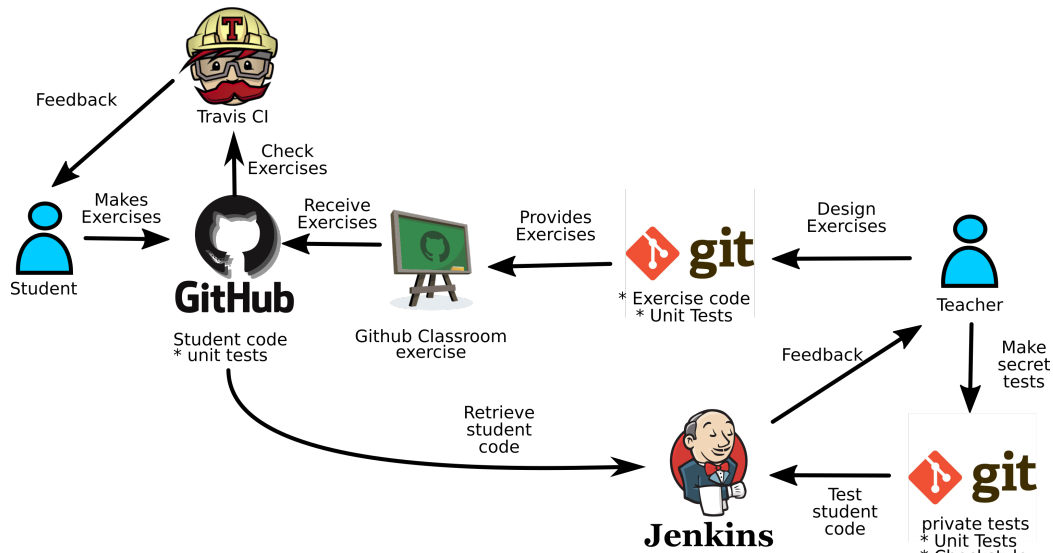 T
Travis CI
Feedback
Check
Exercises
Makes
Exercises
Receive
Exercises
Provides
Exercises
Design
Exercises
git
Student
GitHub
* Exercise code
* Unit Tests
Teacher
Student code
* unit tests
Github Classroom
exercise
Feedback
Make
secret
tests
Retrieve
student
code
git
Test
student
code
Jenkins
private tests
* Unit Tests